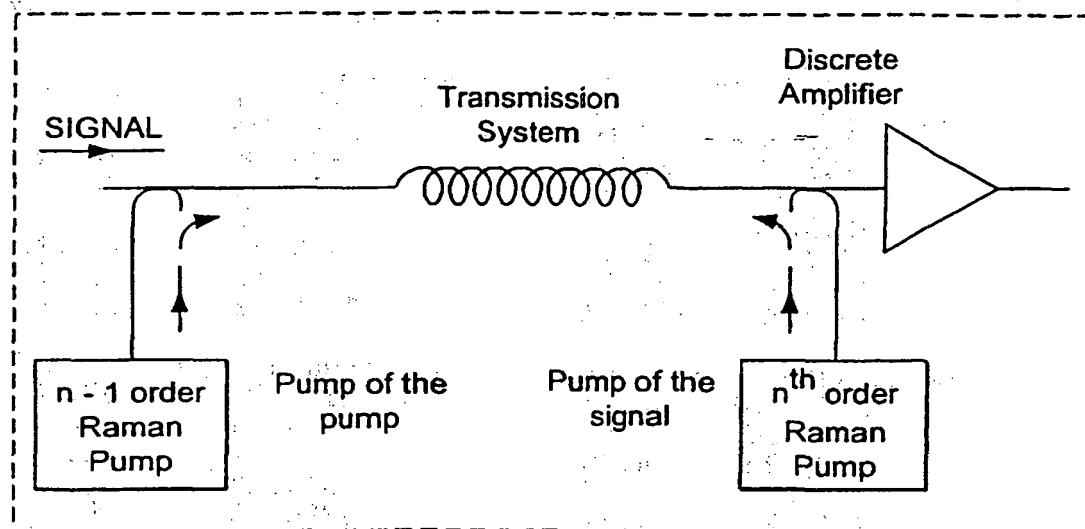 Discrete
Amplifier
Transmission
System
SIGNAL
n - 1 order
Raman
Pump
Pump of the
pump
Pump of the
signal
nth order
Raman
Pump